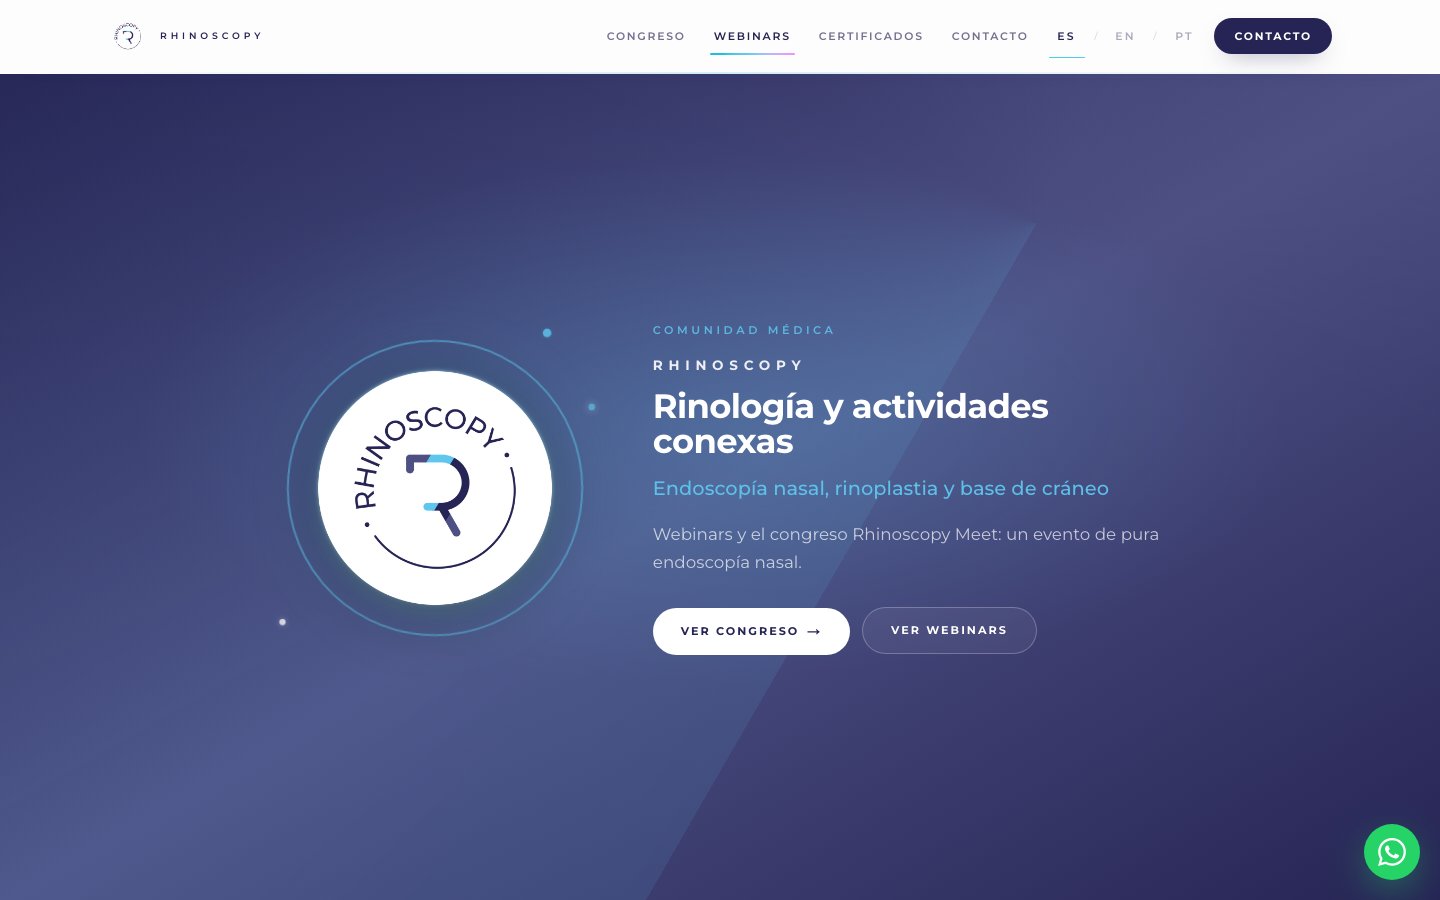 RHINOSCOPY
CONGRESO WEBINARS CERTIFICADOS CONTACTO ES / EN / PT CONTACTO
RHINOSCOPY
COMUNIDAD MÉDICA
RHINOSCOPY
Rinología y actividades
conexas
Endoscopía nasal, rinoplastia y base de cráneo
Webinars y el congreso Rhinoscopy Meet: un evento de pura
endoscopía nasal.
VER CONGRESO →
VER WEBINARS